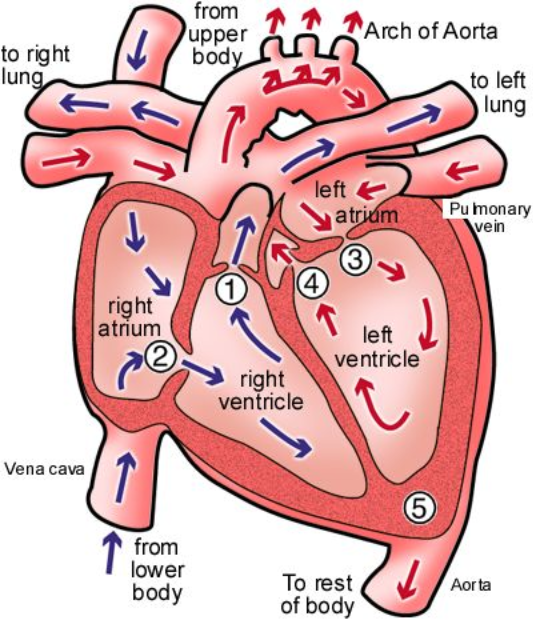 from
upper
body
Arch of Aorta
to right
lung
to left
lung
left
atrium
Pulmonary
vein
1
4
3
right
atrium
2
left
ventricle
right
ventricle
Vena cava
5
from
lower
body
To rest
of body
Aorta